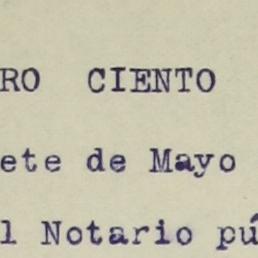 RO CIENTO
ete de Mayo
l Notario pú